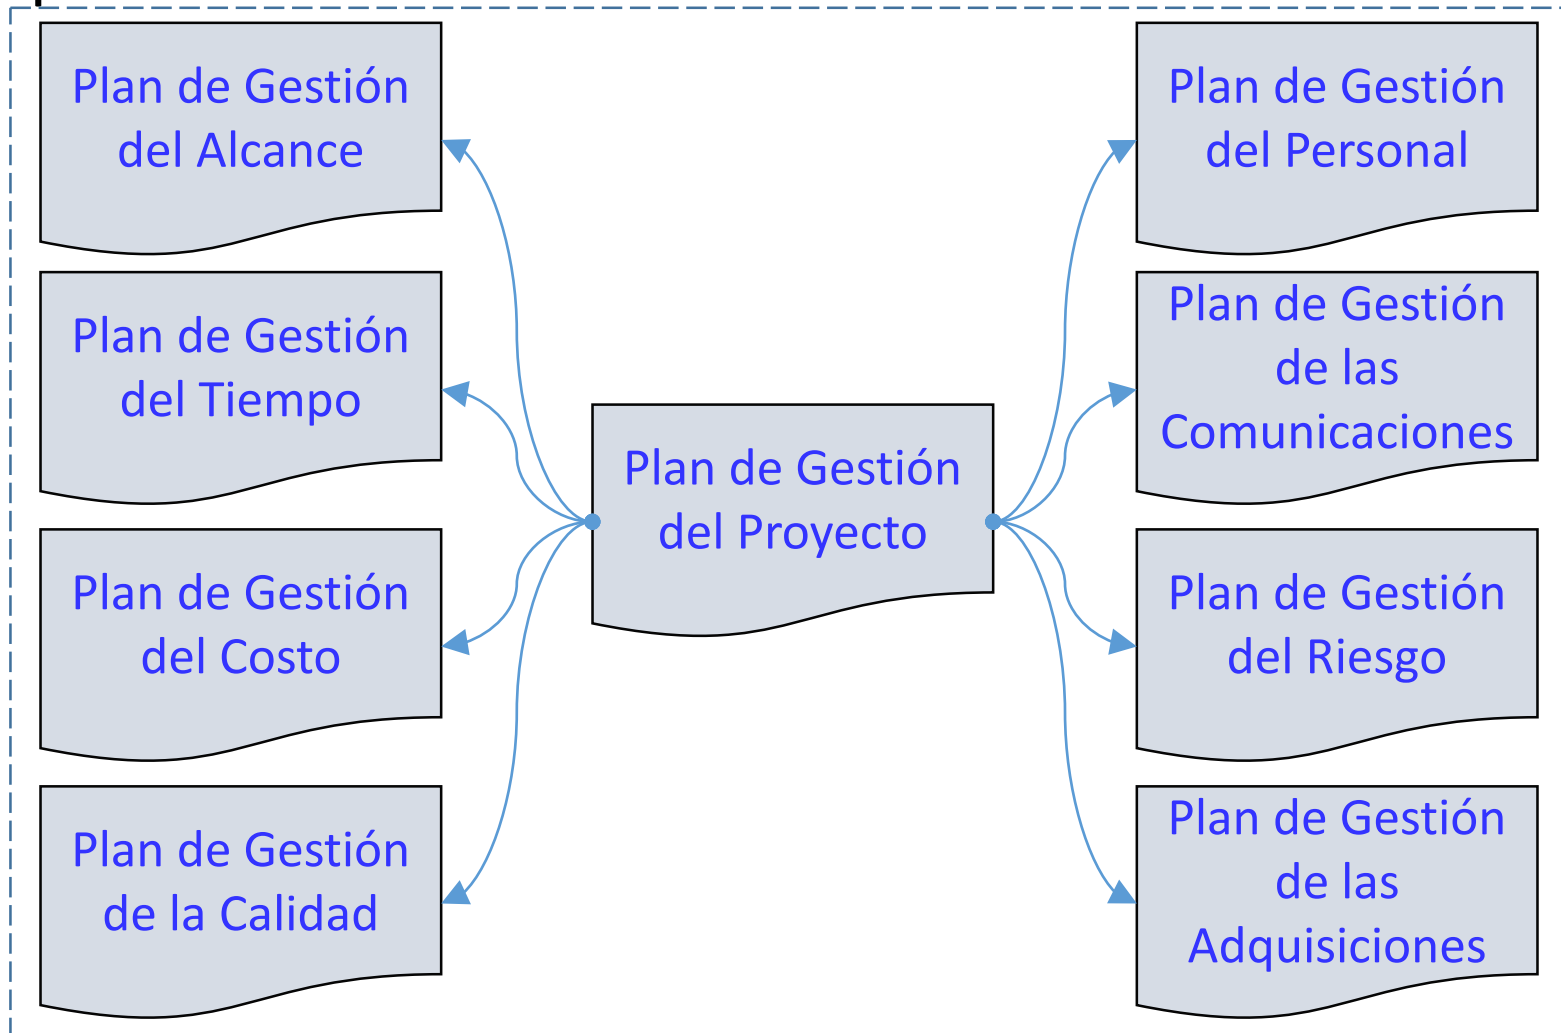 Plan de Gestión
del Alcance
Plan de Gestión
del Tiempo
Plan de Gestión
del Costo
Plan de Gestión
de la Calidad
Plan de Gestión
del Proyecto
Plan de Gestión
del Personal
Plan de Gestión
de las
Comunicaciones
Plan de Gestión
del Riesgo
Plan de Gestión
de las
Adquisiciones